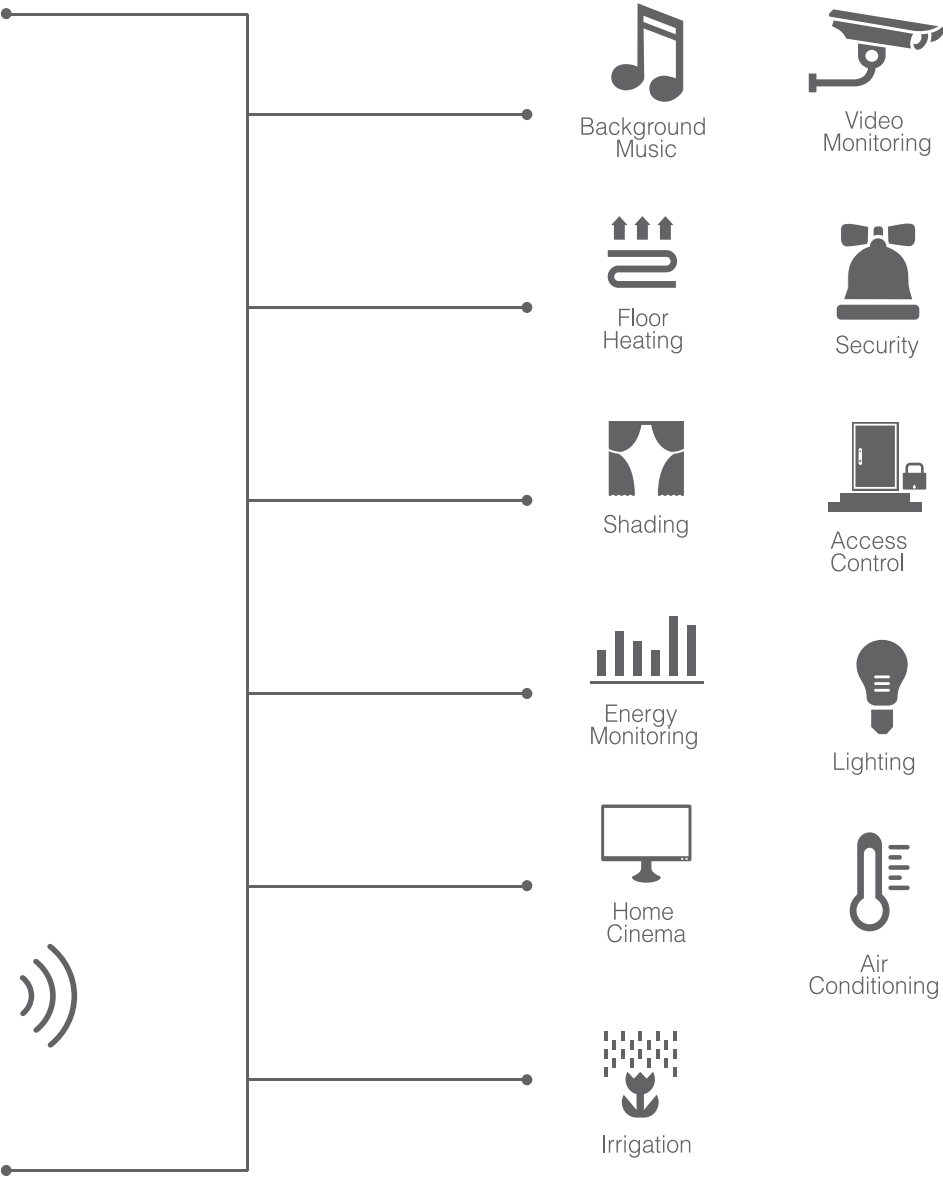 Background
Music
Video
Monitoring
Floor
Heating
Security
Shading
Access
Control
Energy
Monitoring
Lighting
Home
Cinema
Air
Conditioning
Irrigation